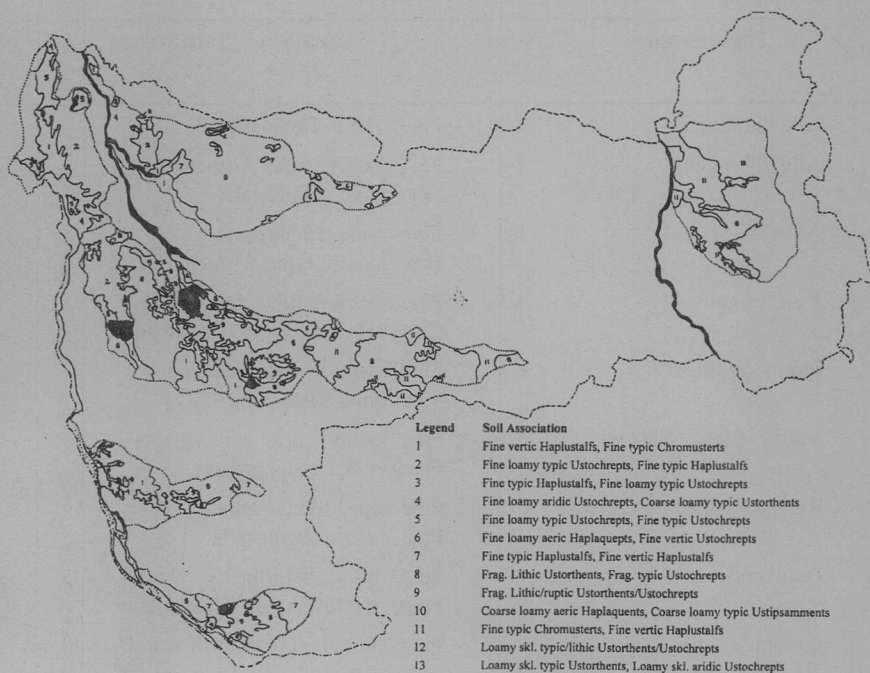 Legend Soil Association
1 Fine vertic Haplustalfs, Fine typic Chromusterts
2 Fine loamy typic Ustochrepts, Fine typic Haplustalfs
3 Fine typic Haplustalfs, Fine loamy typic Ustochrepts
4 Fine loamy aridic Ustochrepts, Coarse loamy typic Ustorthents
5 Fine loamy typic Ustochrepts, Fine typic Ustochrepts
6 Fine loamy aeric Haplaquepts, Fine vertic Ustochrepts
7 Fine typic Haplustalfs, Fine vertic Haplustalfs
8 Frag. Lithic Ustorthents, Frag. typic Ustochrepts
9 Frag. Lithic/ruptic Ustorthents/Ustochrepts
10 Coarse loamy aeric Haplaquents, Coarse loamy typic Ustipsamments
11 Fine typic Chromusterts, Fine vertic Haplustalfs
12 Loamy skl. typic/lithic Ustorthents/Ustochrepts
13 Loamy skl. typic Ustorthents, Loamy skl. aridic Ustochrepts